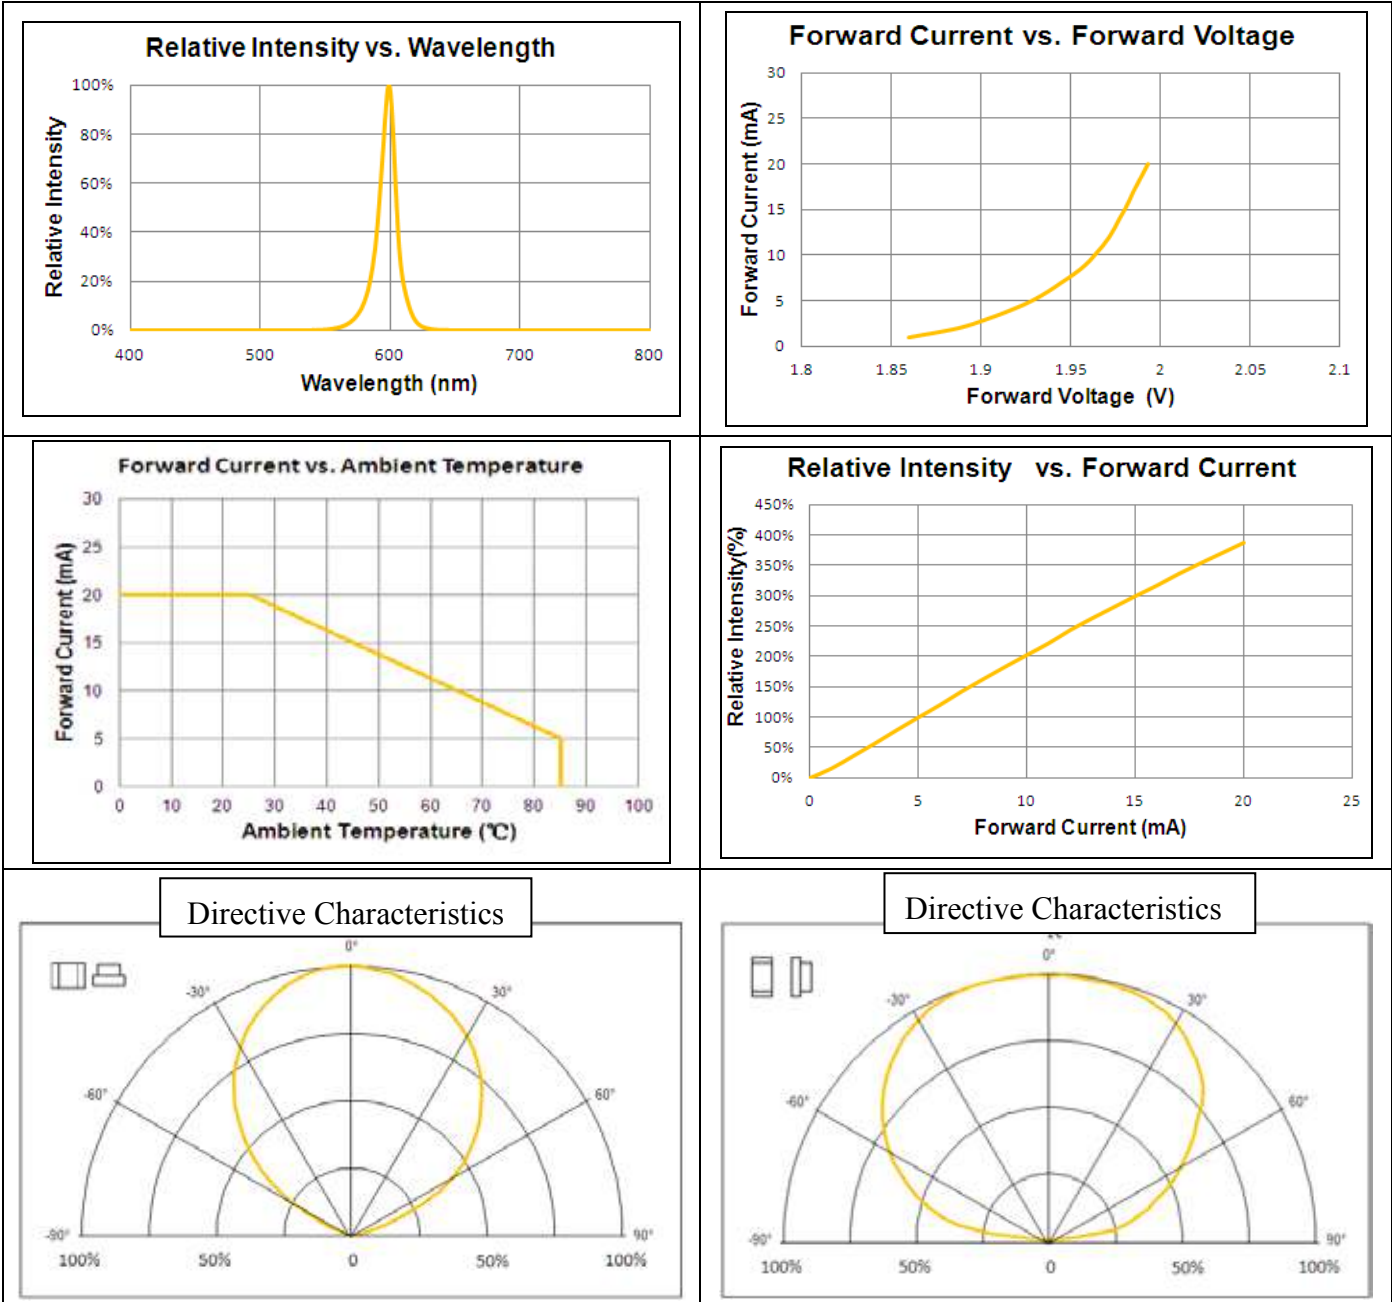 Relative Intensity vs. Wavelength
Relative Intensity
100%
80%
60%
40%
20%
0%
400 500 600 700 800
Wavelength (nm)
Forward Current vs. Forward Voltage
Forward Current (mA)
30
25
20
15
10
5
0
1.8 1.85 1.9 1.95 2 2.05 2.1
Forward Voltage (V)
Forward Current vs. Ambient Temperature
Forward Current (mA)
30
25
20
15
10
5
0
0 10 20 30 40 50 60 70 80 90 100
Ambient Temperature (℃)
Relative Intensity vs. Forward Current
Relative Intensity(%)
450%
400%
350%
300%
250%
200%
150%
100%
50%
0%
0 5 10 15 20 25
Forward Current (mA)
Directive Characteristics
0°
-30° 30°
-60° 60°
-90° 90°
100% 50% 0 50% 100%
Directive Characteristics
0°
-30° 30°
-60° 60°
-90° 90°
100% 50% 0 50% 100%